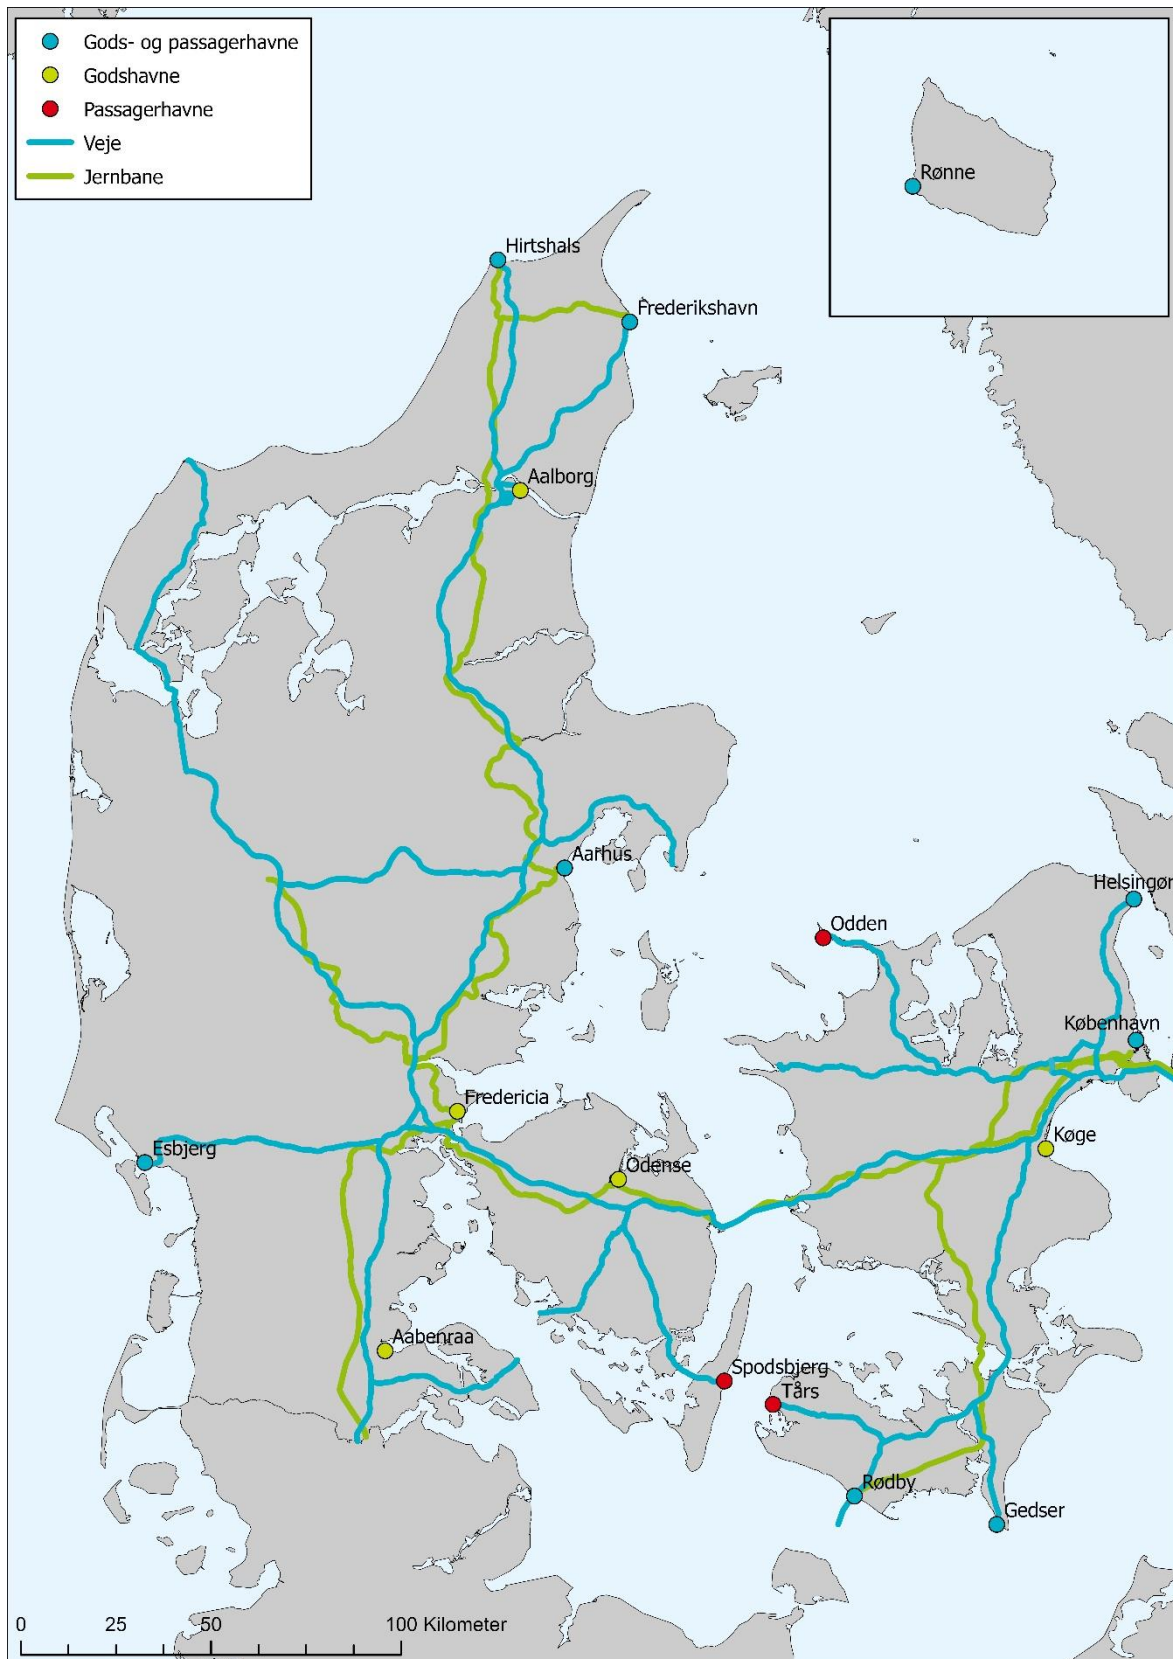 Gods- og passagerhavne
Godshavne
Passagerhavne
Veje
Jernbane
Rønne
Hirtshals
Frederikshavn
Aalborg
Aarhus
Helsingør
Odden
København
Fredericia
Køge
Esbjerg
Odense
Aabenraa
Spodsbjerg
Tårs
Rødby
Gedser
0 25 50 100 Kilometer